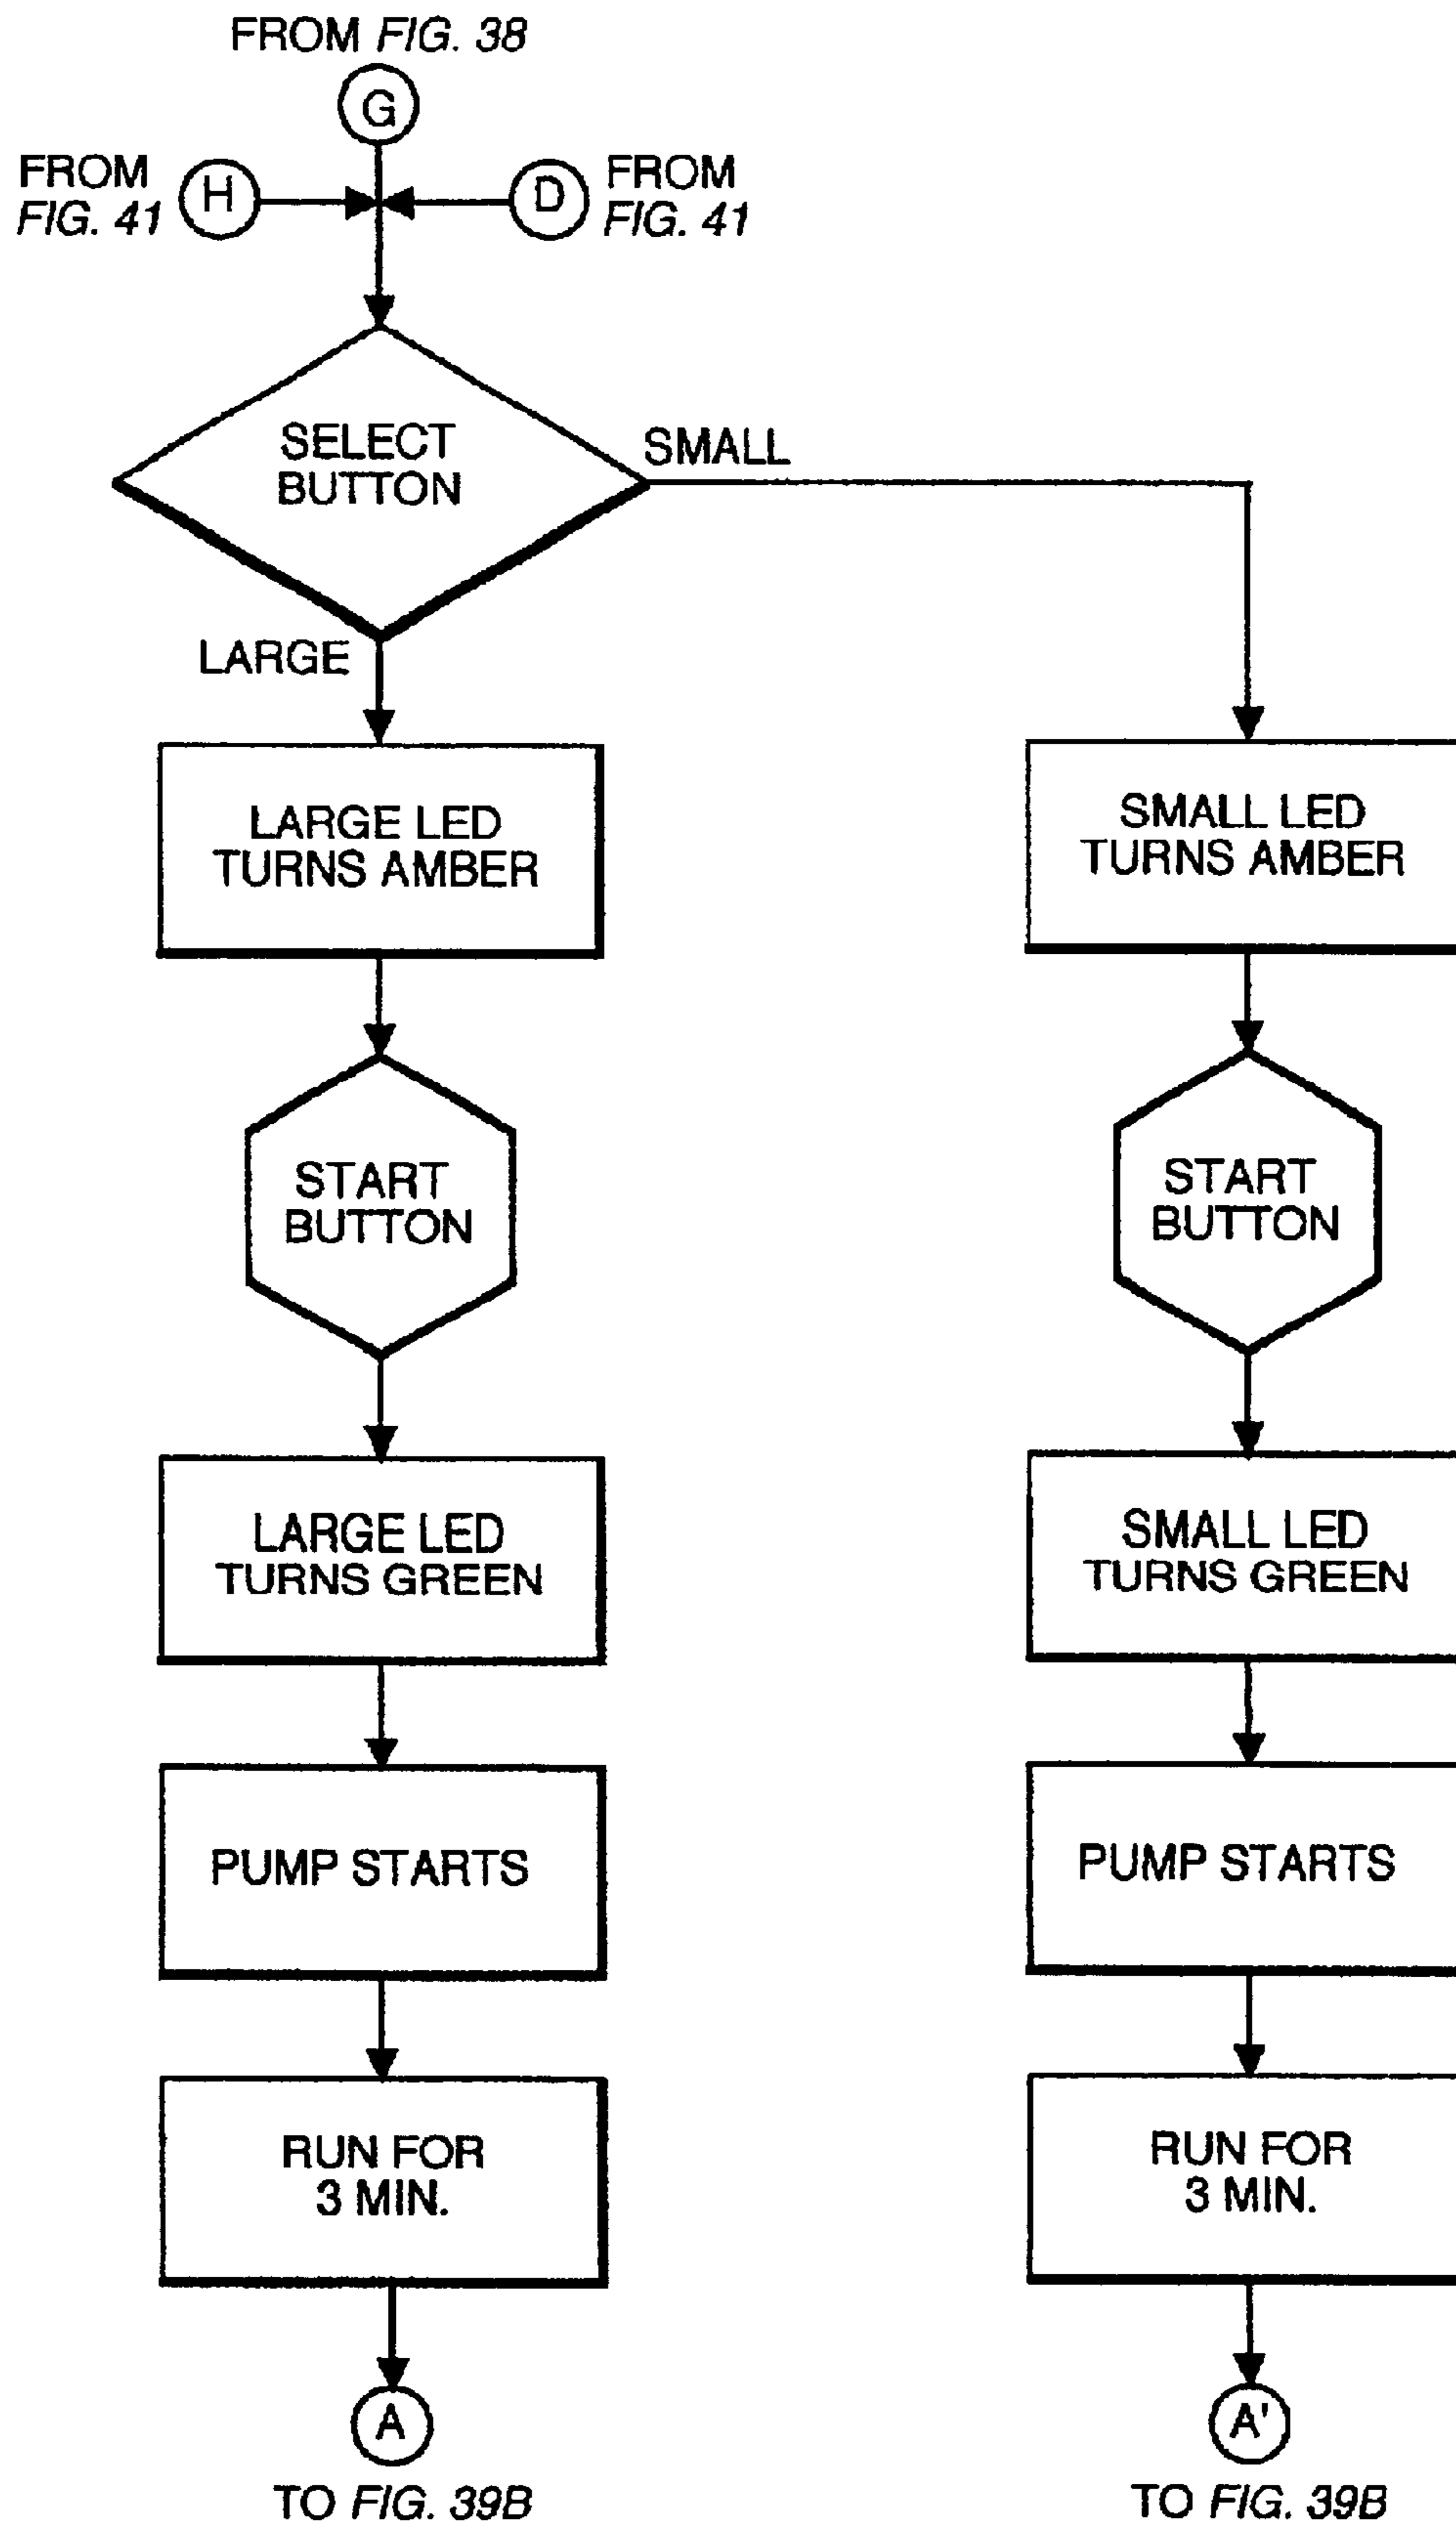 FROM FIG. 38
G
FROM
FIG. 41
H
D
FROM
FIG. 41
SELECT
BUTTON
SMALL
LARGE
LARGE LED
TURNS AMBER
SMALL LED
TURNS AMBER
START
BUTTON
START
BUTTON
LARGE LED
TURNS GREEN
SMALL LED
TURNS GREEN
PUMP STARTS
PUMP STARTS
RUN FOR
3 MIN.
RUN FOR
3 MIN.
A
A'
TO FIG. 39B
TO FIG. 39B